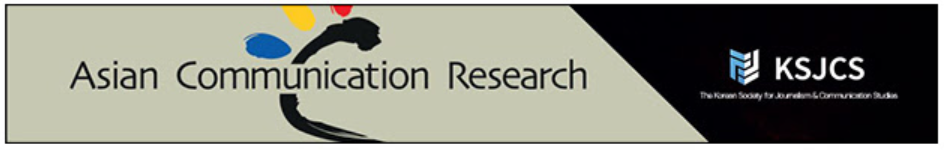 Asian Communication Research
KSJCS
The Korean Society for Journalism & Communication Studies